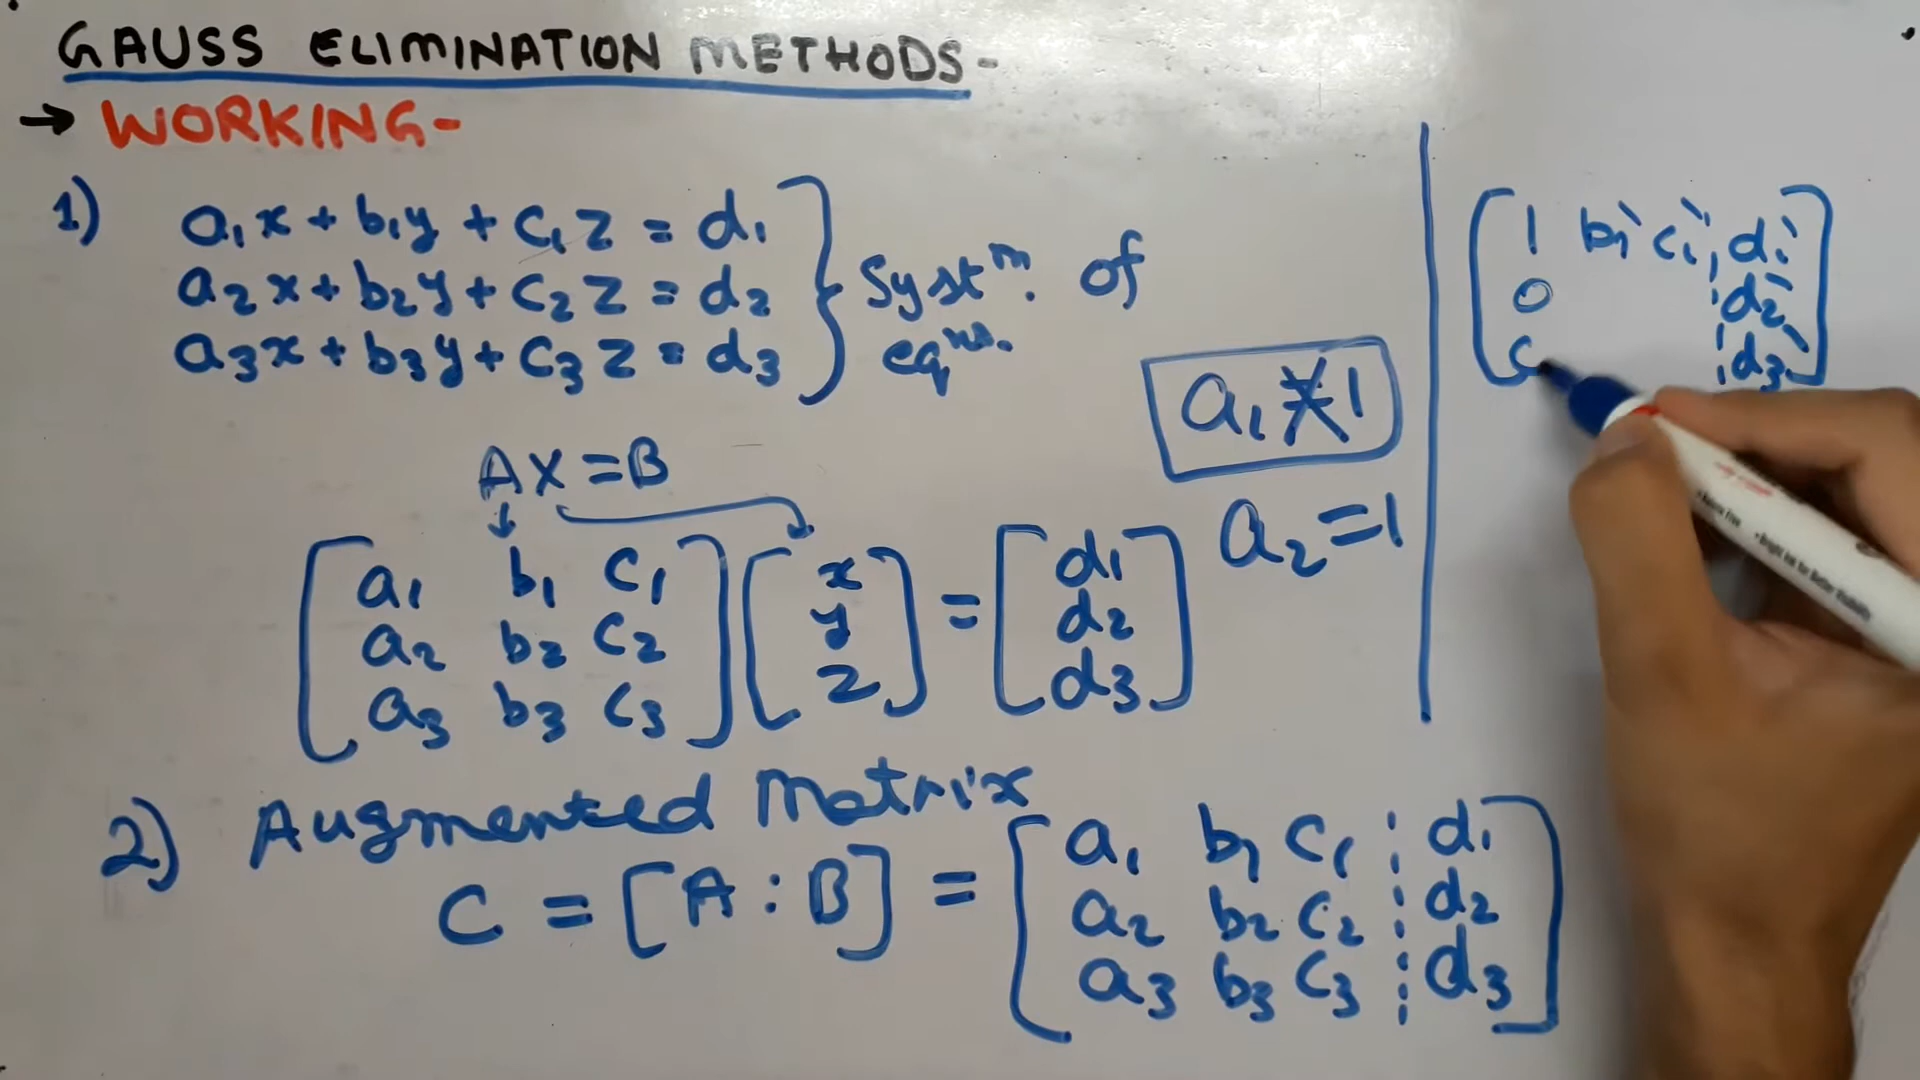 GAUSS ELIMINATION METHODS-
→ WORKING-
1) a₁x + b₁y + c₁z = d₁
a₂x + b₂y + c₂z = d₂
a₃x + b₃y + c₃z = d₃
Systᵐ. of
eqⁿˢ.
AX = B
a₁ b₁ c₁
a₂ b₂ c₂
a₃ b₃ c₃
x
y
z
=
d₁
d₂
d₃
a₁ 1
a₂ = 1
2) Augmented Matrix
C = [A : B] =
a₁ b₁ c₁ : d₁
a₂ b₂ c₂ : d₂
a₃ b₃ c₃ : d₃
1 b₁' c₁' d₁'
0 d₂'
d₃'